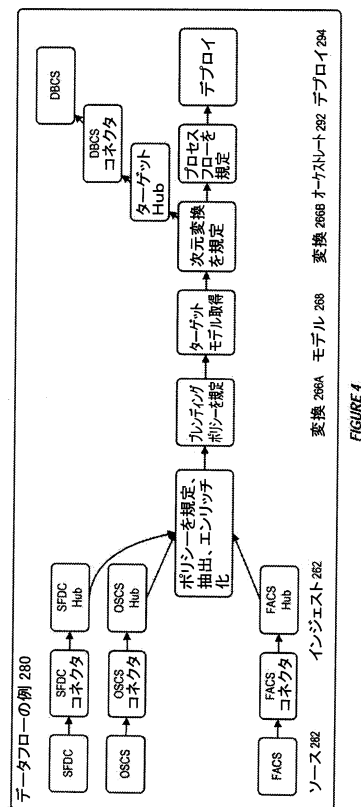 データフローの例 280
SFDC
SFDC
コネクタ
SFDC
Hub
OSCS
OSCS
コネクタ
OSCS
Hub
FACS
FACS
コネクタ
FACS
Hub
ポリシーを規定、
抽出、エンリッチ
化
ブレンディング
ポリシーを規定
ターゲット
モデル取得
次元変換
を規定
ターゲット
Hub
DBCS
コネクタ
DBCS
プロセス
フローを
規定
デプロイ
ソース262
インジェスト262
変換 266A
モデル 268
変換 266B
オーケストレート 292
デプロイ 294
FIGURE 4